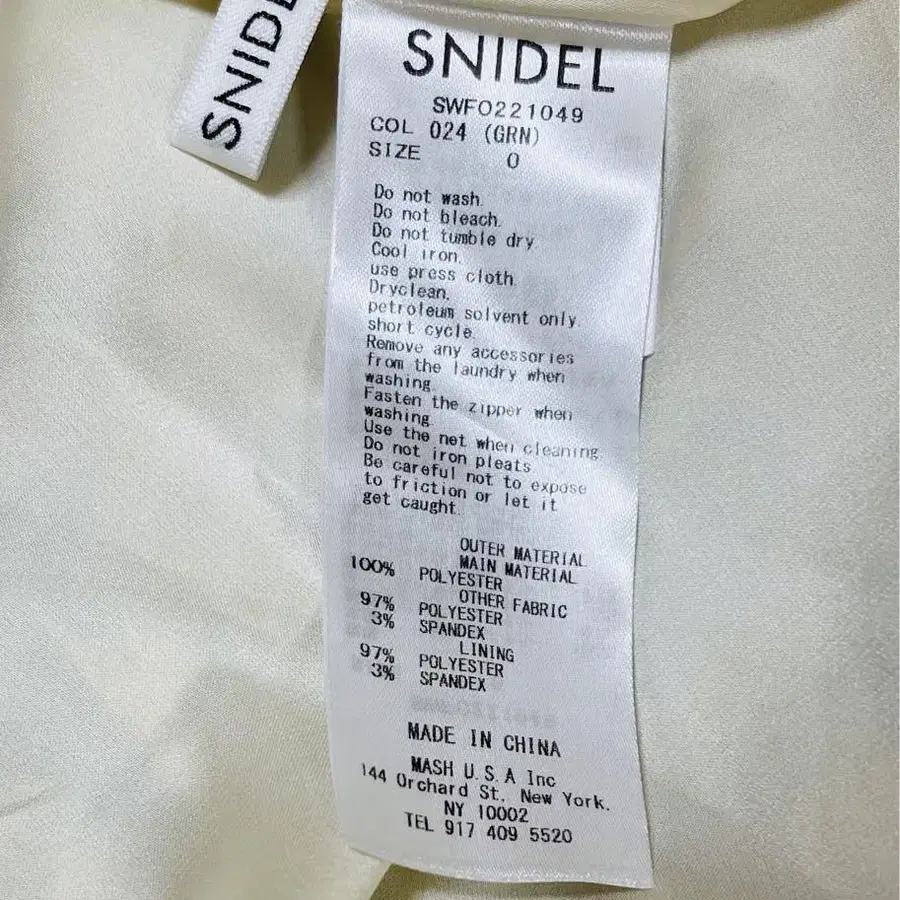 SNIDEL
SNIDEL
SWFO221049
COL 024 (GRN)
SIZE 0
Do not wash.
Do not bleach.
Do not tumble dry
Cool iron.
use press cloth.
Dryclean.
petroleum solvent only.
short cycle.
Remove any accessories
from the laundry when
washing.
Fasten the zipper when
washing.
Use the net when cleaning.
Do not iron pleats.
Be careful not to expose
to friction or let it
get caught.
OUTER MATERIAL
MAIN MATERIAL
100% POLYESTER
OTHER FABRIC
97% POLYESTER
3% SPANDEX
LINING
97% POLYESTER
3% SPANDEX
MADE IN CHINA
MASH U.S.A Inc
144 Orchard St. New York.
NY 10002
TEL 917 409 5520